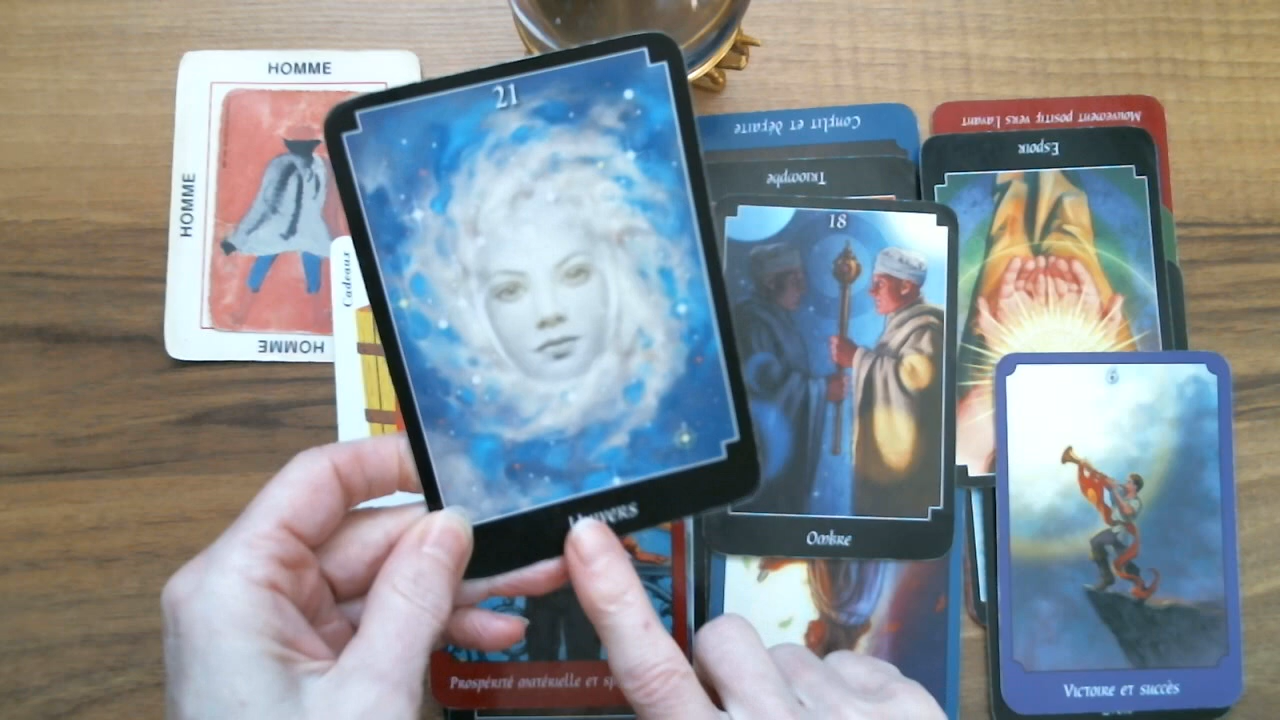 HOMME
HOMME
HOMME
Cadeaux
21
Conflit et défaite
Triomphe
Mouvement positif vers l'avant
Espoir
18
Ombre
Prospérité matérielle et
6
Victoire et succès